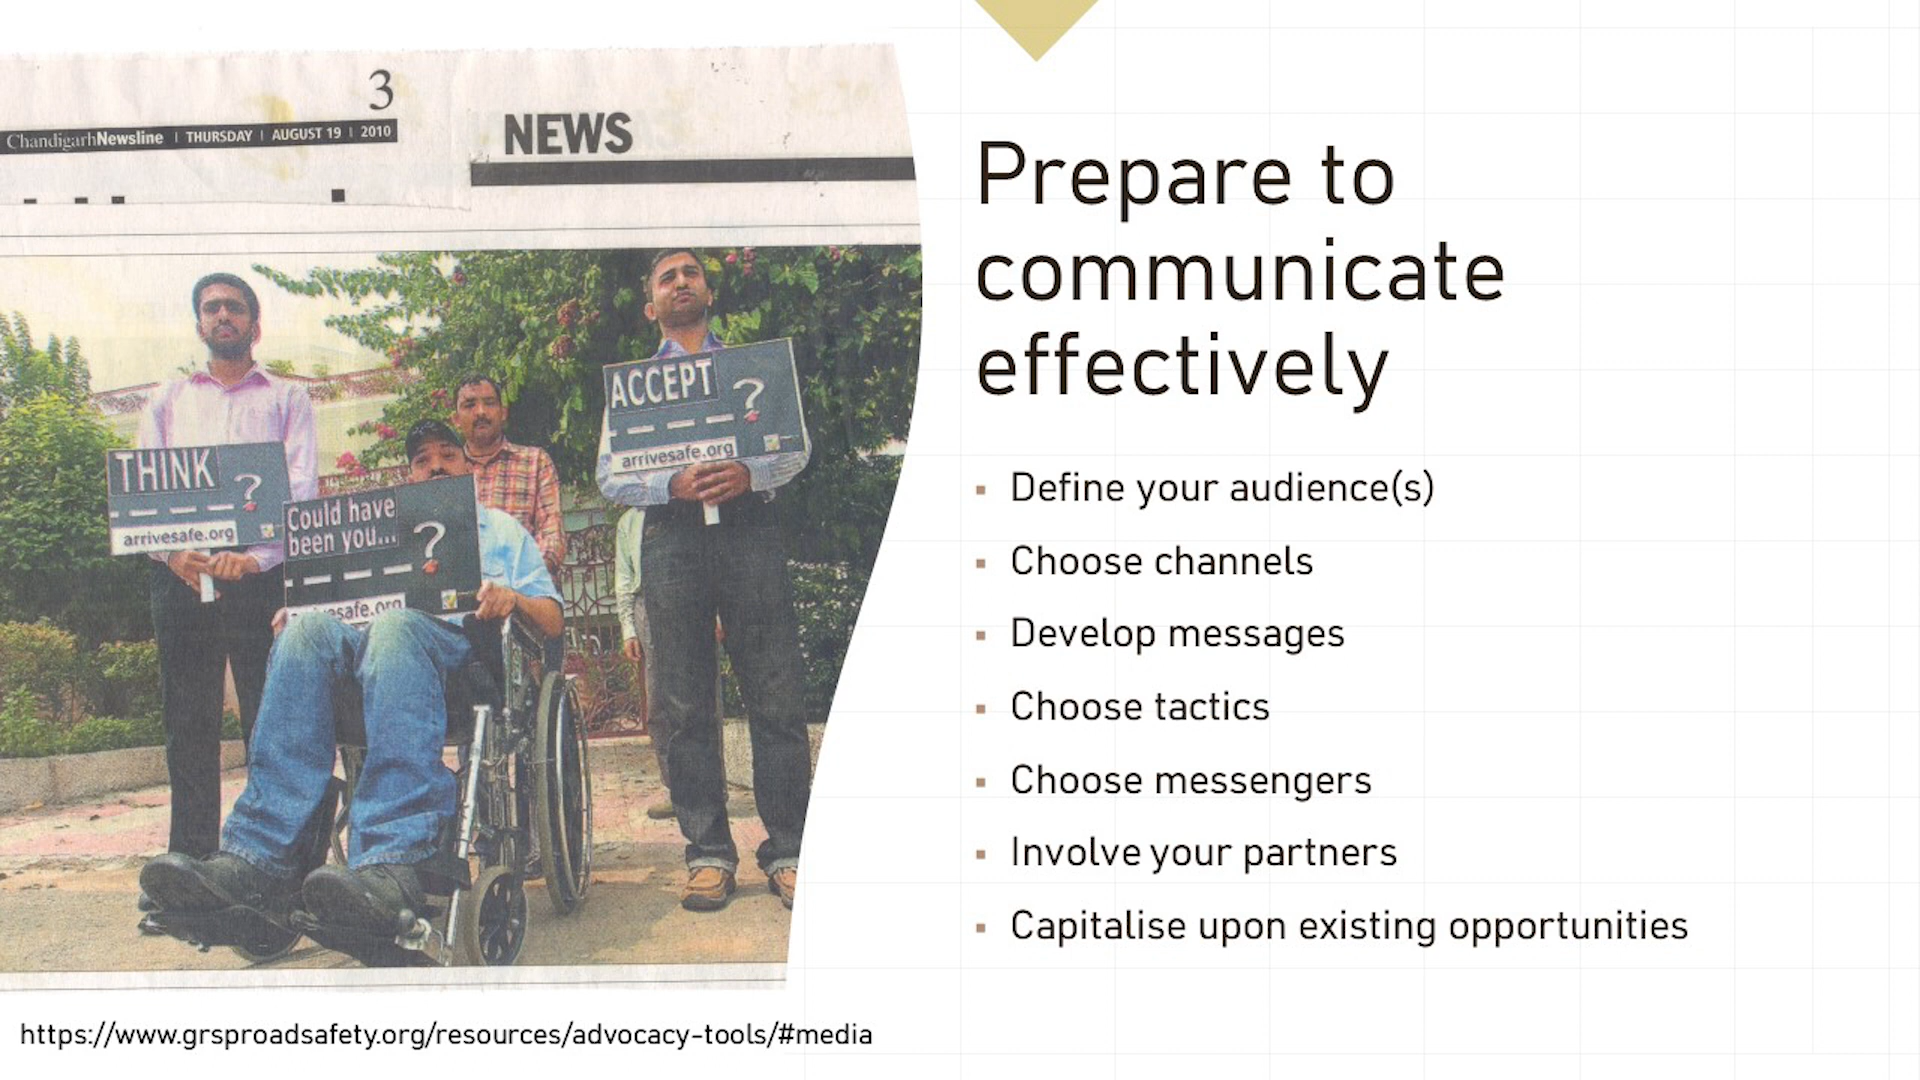 3
ChandigarhNewsline | THURSDAY | AUGUST 19 | 2010
NEWS
THINK ?
arrivesafe.org
Could have
been you... ?
ACCEPT ?
arrivesafe.org
Prepare to
communicate
effectively
▪ Define your audience(s)
▪ Choose channels
▪ Develop messages
▪ Choose tactics
▪ Choose messengers
▪ Involve your partners
▪ Capitalise upon existing opportunities
https://www.grsproadsafety.org/resources/advocacy-tools/#media